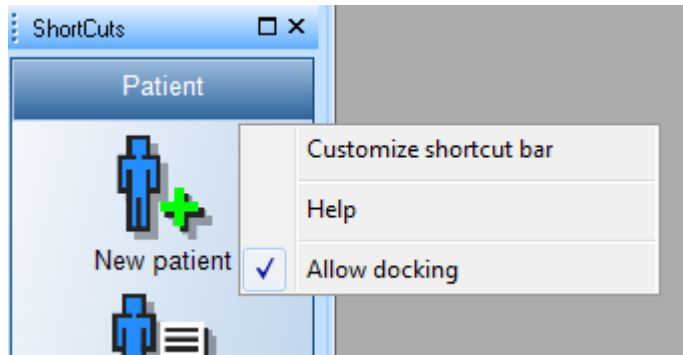 ShortCuts
Patient
Customize shortcut bar
Help
New patient
Allow docking